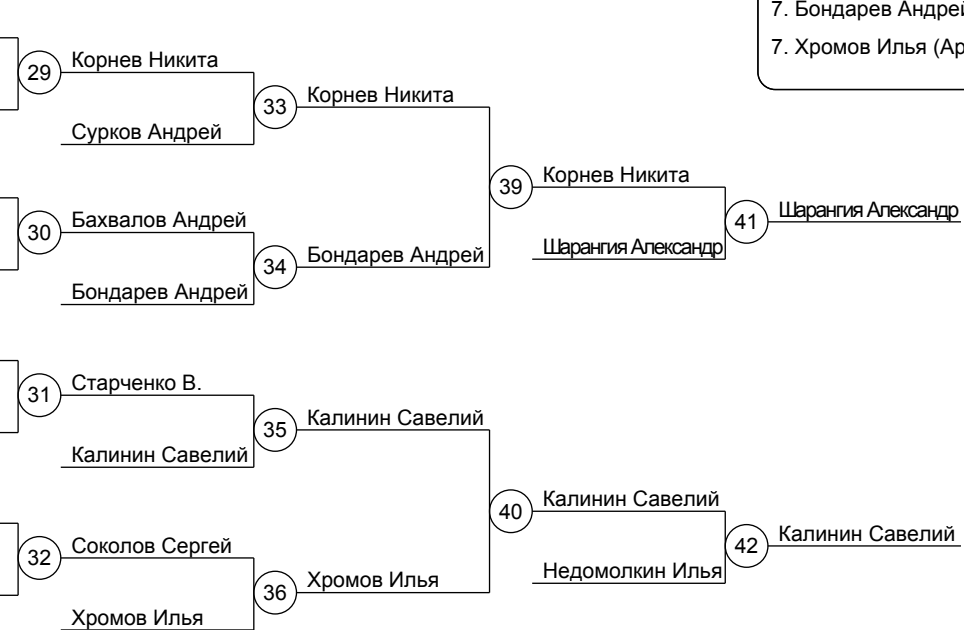 7. Бондарев Андрей
7. Хромов Илья (Ар
29
Корнев Никита
Сурков Андрей
33
Корнев Никита
30
Бахвалов Андрей
Бондарев Андрей
34
Бондарев Андрей
39
Корнев Никита
Шарангия Александр
41
Шарангия Александр
31
Старченко В.
Калинин Савелий
35
Калинин Савелий
32
Соколов Сергей
Хромов Илья
36
Хромов Илья
40
Калинин Савелий
Недомолкин Илья
42
Калинин Савелий